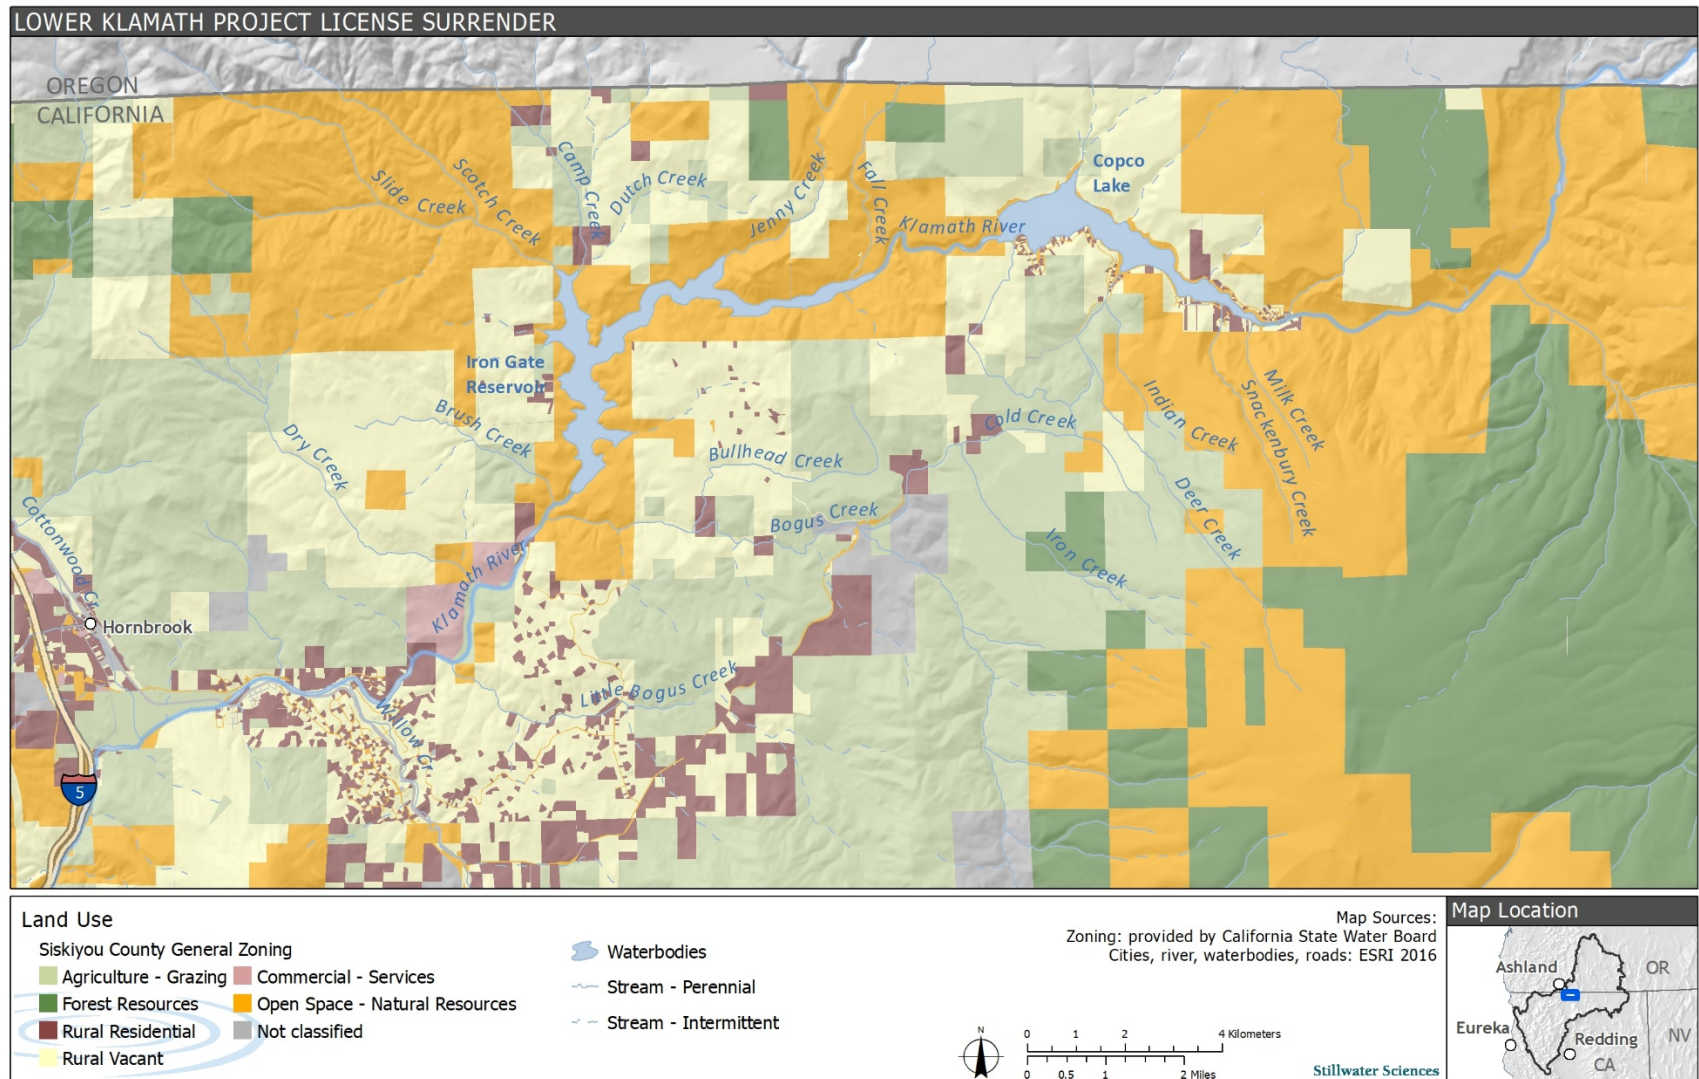 LOWER KLAMATH PROJECT LICENSE SURRENDER
OREGON
CALIFORNIA
Slide Creek
Scotch Creek
Camp Creek
Dutch Creek
Jenny Creek
Fall Creek
Klamath River
Copco
Lake
Iron Gate
Reservoir
Brush Creek
Dry Creek
Bullhead Creek
Bogus Creek
Cold Creek
Indian Creek
Milk Creek
Snackenbury Creek
Deer Creek
Iron Creek
Cottonwood Cr
Hornbrook
Klamath River
Little Bogus Creek
Willow Cr
5
Land Use
Siskiyou County General Zoning
Agriculture - Grazing
Forest Resources
Rural Residential
Rural Vacant
Commercial - Services
Open Space - Natural Resources
Not classified
Waterbodies
Stream - Perennial
Stream - Intermittent
N
0 1 2 4 Kilometers
0 0.5 1 2 Miles
Map Sources:
Zoning: provided by California State Water Board
Cities, river, waterbodies, roads: ESRI 2016
Stillwater Sciences
Map Location
Ashland
OR
Eureka
Redding
NV
CA